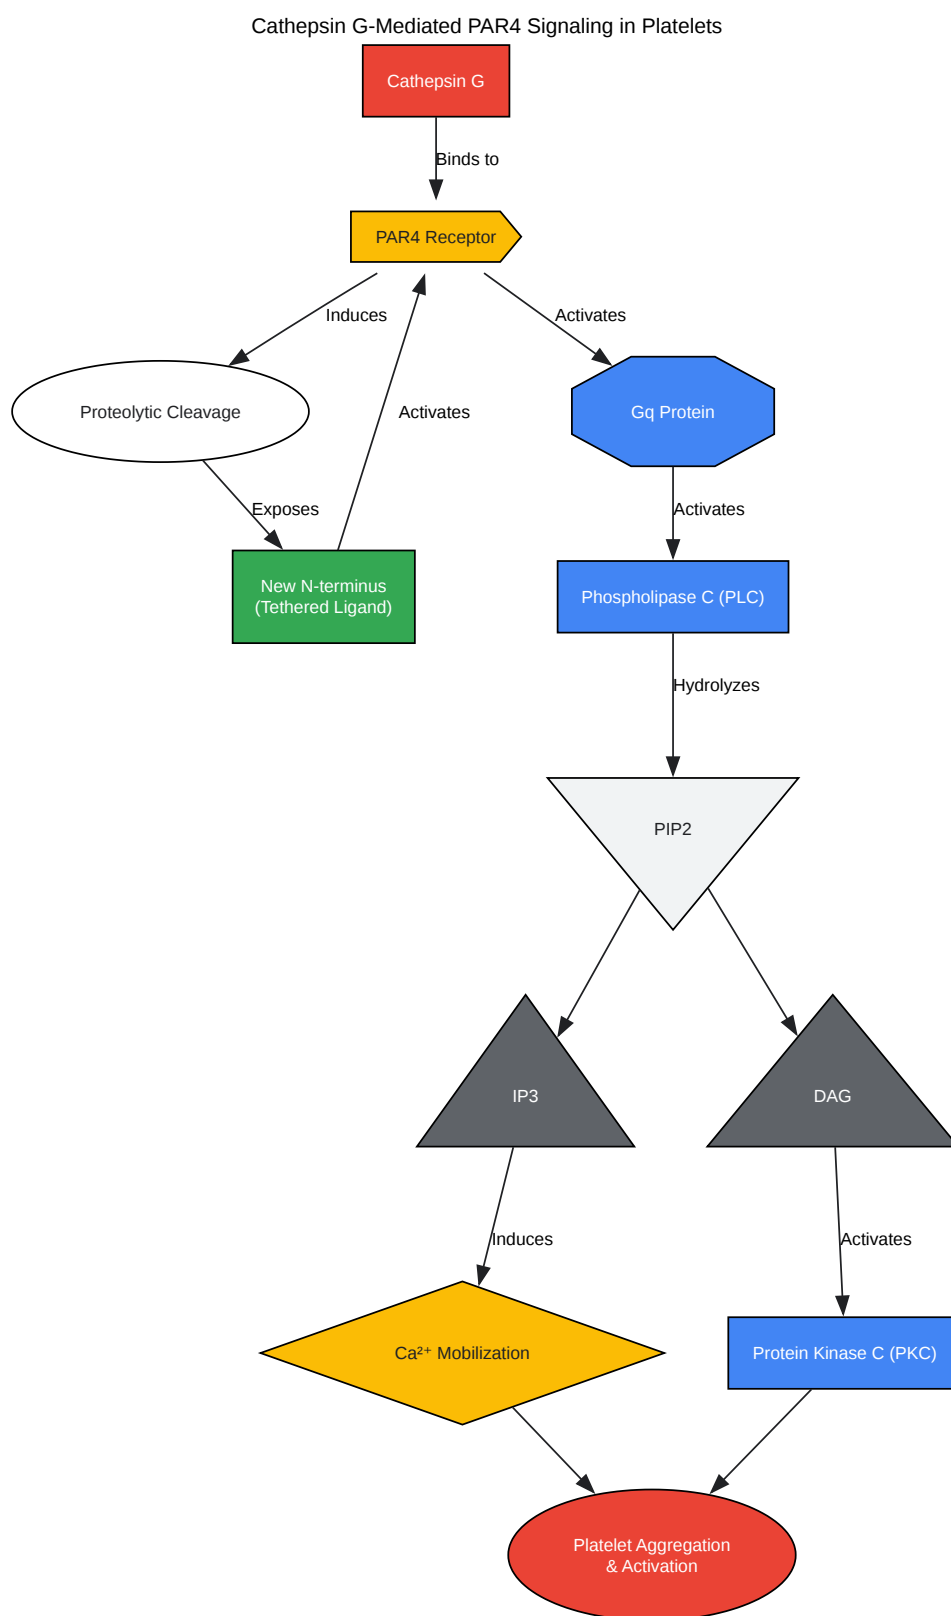 Cathepsin G-Mediated PAR4 Signaling in Platelets
Cathepsin G
Binds to
PAR4 Receptor
Induces
Activates
Proteolytic Cleavage
Activates
Gq Protein
Exposes
Activates
New N-terminus
(Tethered Ligand)
Phospholipase C (PLC)
Hydrolyzes
PIP2
IP3
DAG
Induces
Activates
Ca²⁺ Mobilization
Protein Kinase C (PKC)
Platelet Aggregation
& Activation